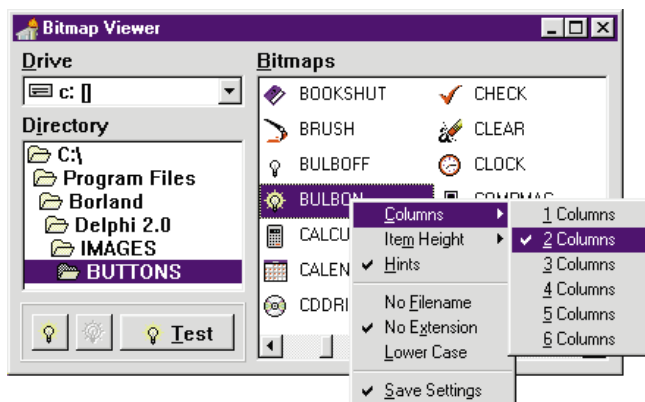 Bitmap Viewer
Drive
c: []
Directory
C:\
Program Files
Borland
Delphi 2.0
IMAGES
BUTTONS
Test
Bitmaps
BOOKSHUT CHECK
BRUSH CLEAR
BULBOFF CLOCK
BULBON
CALCU
CALEN
CDDRI
Columns
Item Height
Hints
No Filename
No Extension
Lower Case
Save Settings
1 Columns
2 Columns
3 Columns
4 Columns
5 Columns
6 Columns